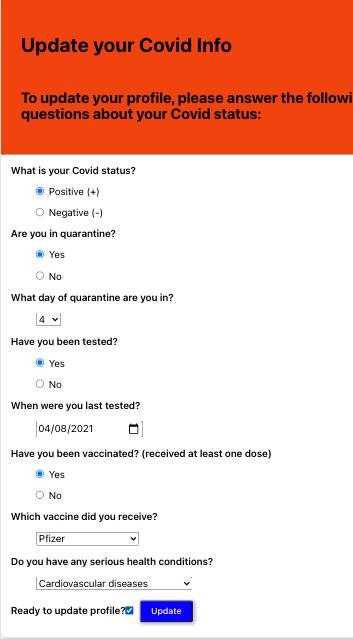 Update your Covid Info
To update your profile, please answer the followi
questions about your Covid status:
What is your Covid status?
Positive (+)
Negative (-)
Are you in quarantine?
Yes
No
What day of quarantine are you in?
4
Have you been tested?
Yes
No
When were you last tested?
04/08/2021
Have you been vaccinated? (received at least one dose)
Yes
No
Which vaccine did you receive?
Pfizer
Do you have any serious health conditions?
Cardiovascular diseases
Ready to update profile? Update